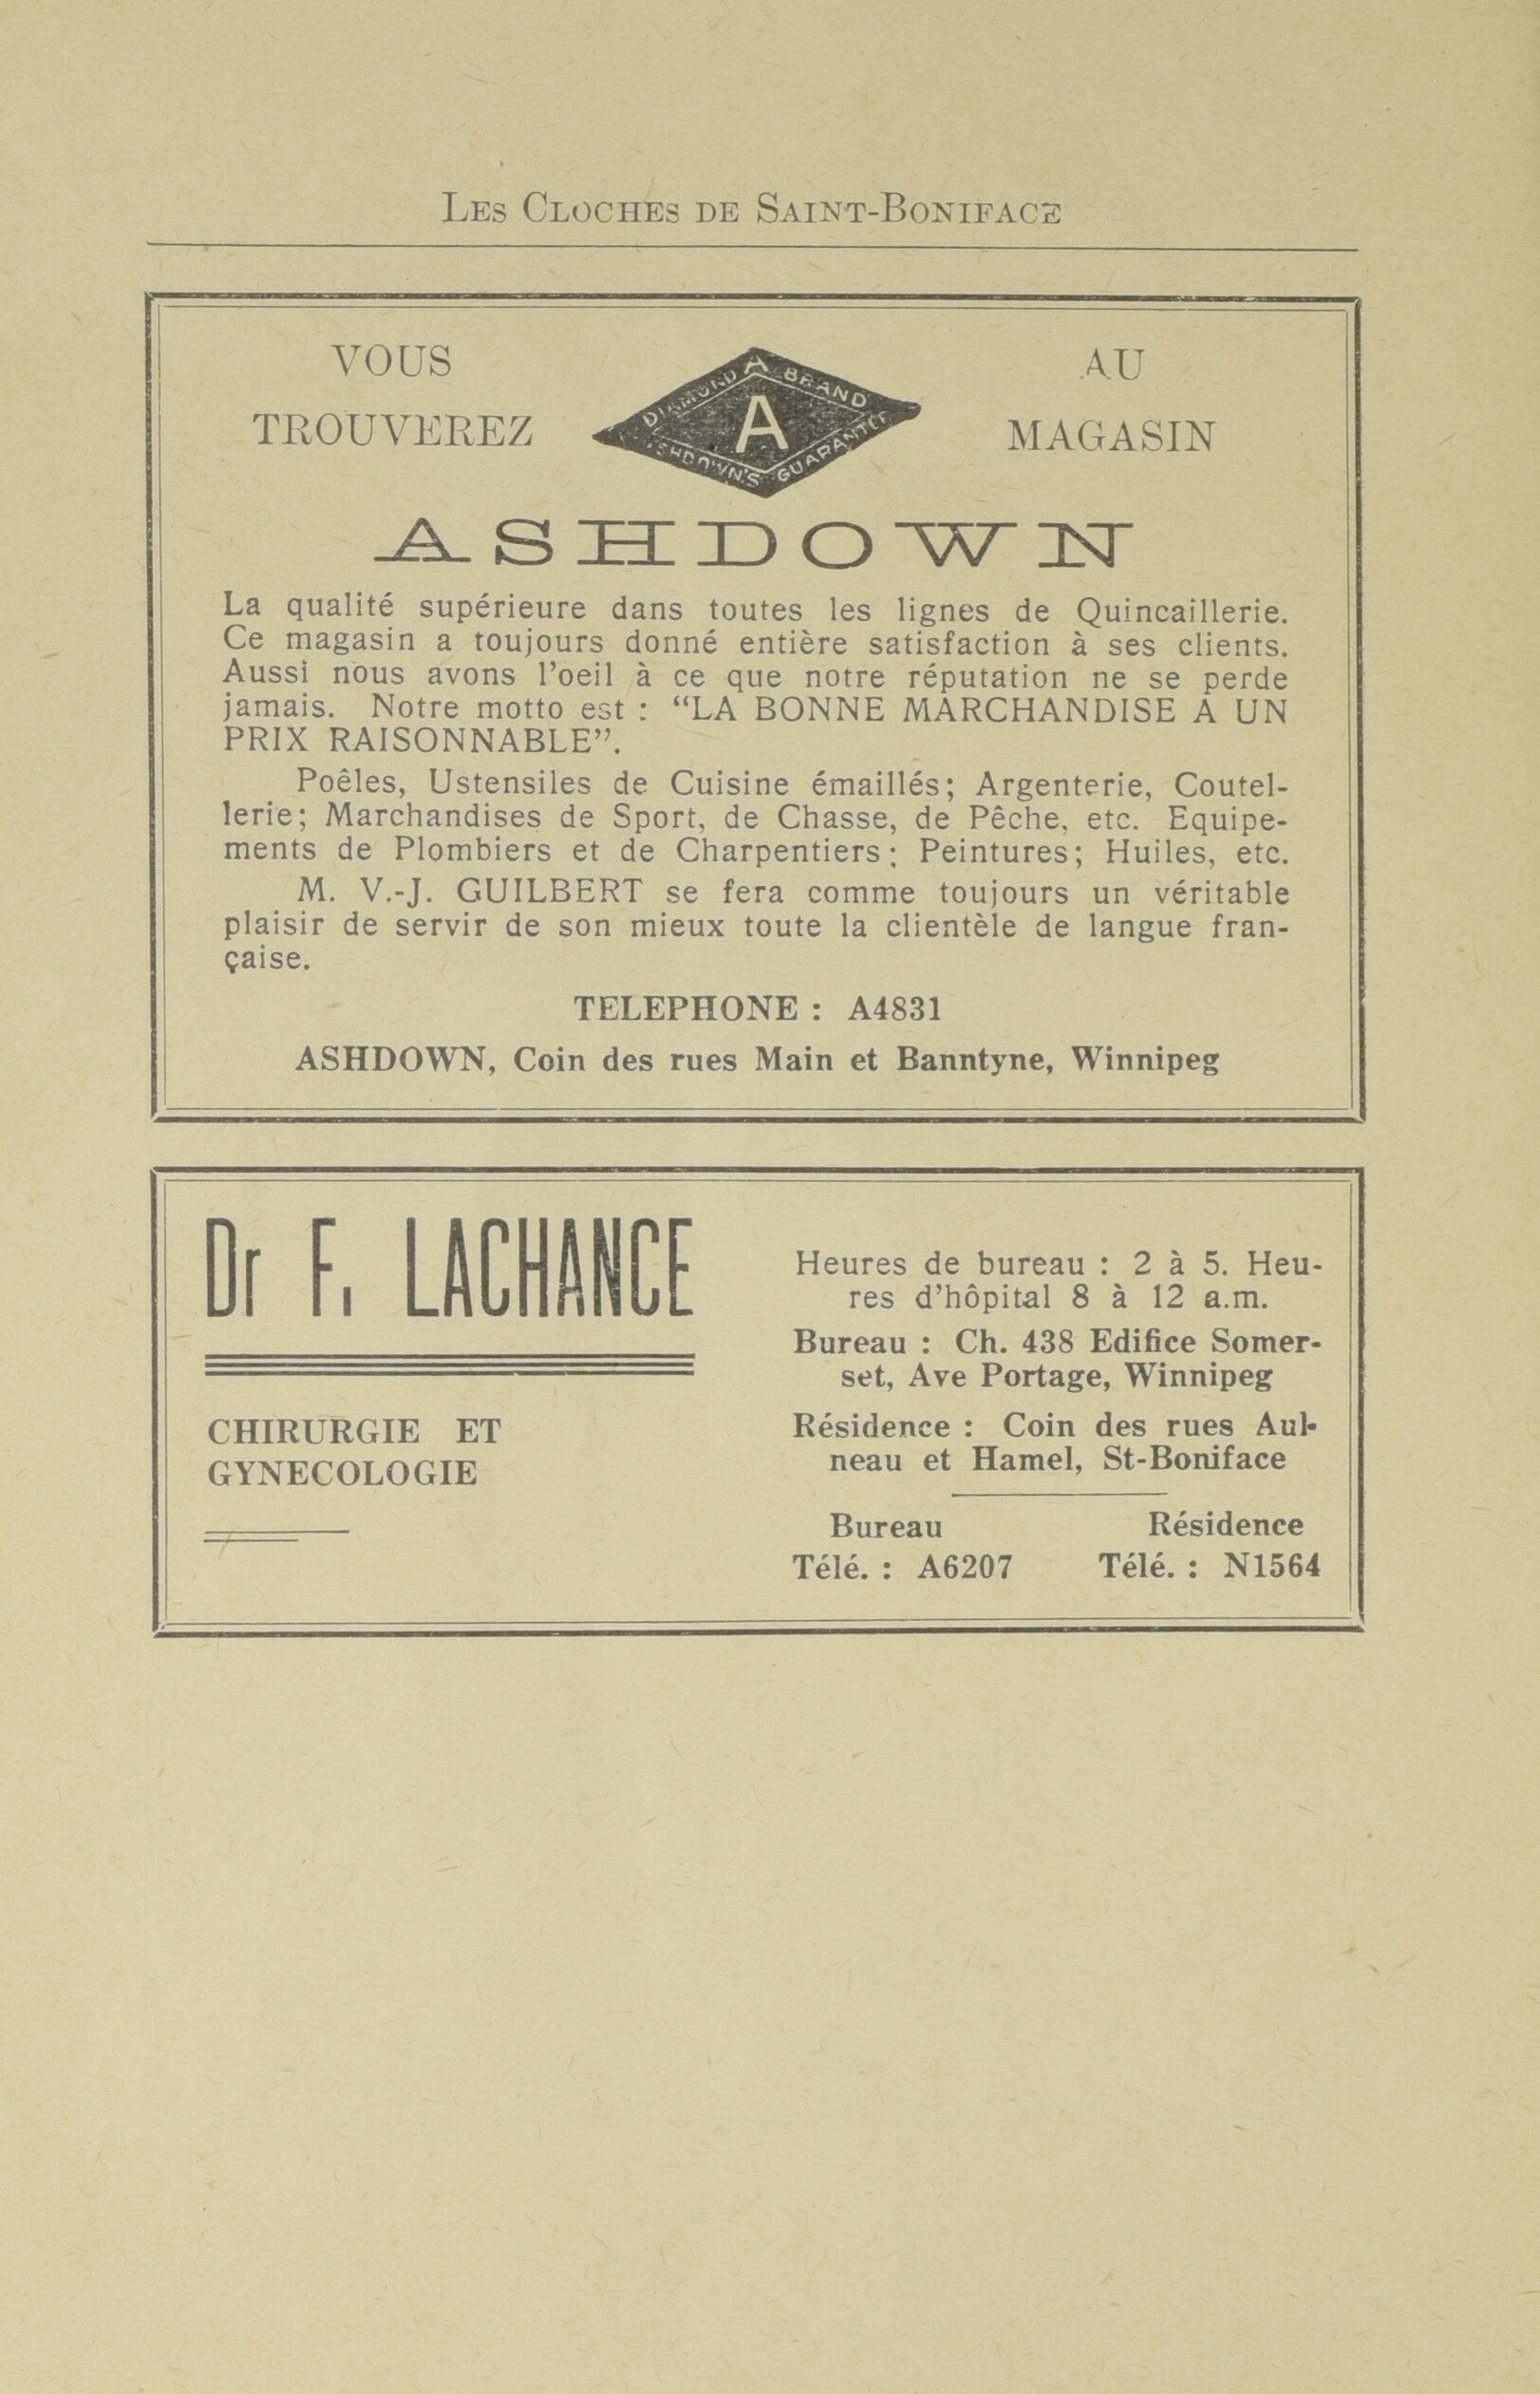 LES CLOCHES DE SAINT-BONIFACE
VOUS
TROUVEREZ
DIAMOND A BRAND
A
ASHDOWN'S GUARANTEE
AU
MAGASIN
ASHDOWN
La qualité supérieure dans toutes les lignes de Quincaillerie.
Ce magasin a toujours donné entière satisfaction à ses clients.
Aussi nous avons l'oeil à ce que notre réputation ne se perde
jamais. Notre motto est : “LA BONNE MARCHANDISE A UN
PRIX RAISONNABLE”.
Poêles, Ustensiles de Cuisine émaillés; Argenterie, Coutel-
lerie; Marchandises de Sport, de Chasse, de Pêche, etc. Equipe-
ments de Plombiers et de Charpentiers; Peintures; Huiles, etc.
M. V.-J. GUILBERT se fera comme toujours un véritable
plaisir de servir de son mieux toute la clientèle de langue fran-
çaise.
TELEPHONE : A4831
ASHDOWN, Coin des rues Main et Banntyne, Winnipeg
Dr F. LACHANCE
CHIRURGIE ET
GYNECOLOGIE
Heures de bureau : 2 à 5. Heu-
res d'hôpital 8 à 12 a.m.
Bureau : Ch. 438 Edifice Somer-
set, Ave Portage, Winnipeg
Résidence : Coin des rues Aul-
neau et Hamel, St-Boniface
Bureau Résidence
Télé. : A6207 Télé. : N1564